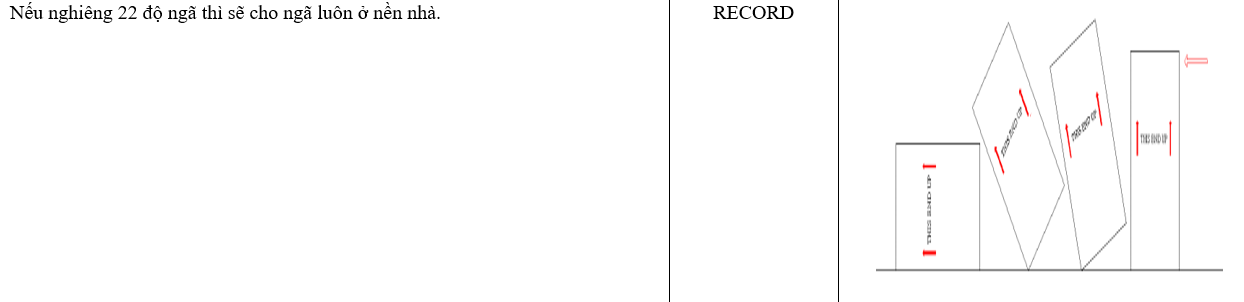 Nếu nghiêng 22 độ ngã thì sẽ cho ngã luôn ở nền nhà.
RECORD
THIS END UP
THIS END UP
THIS END UP
THIS END UP